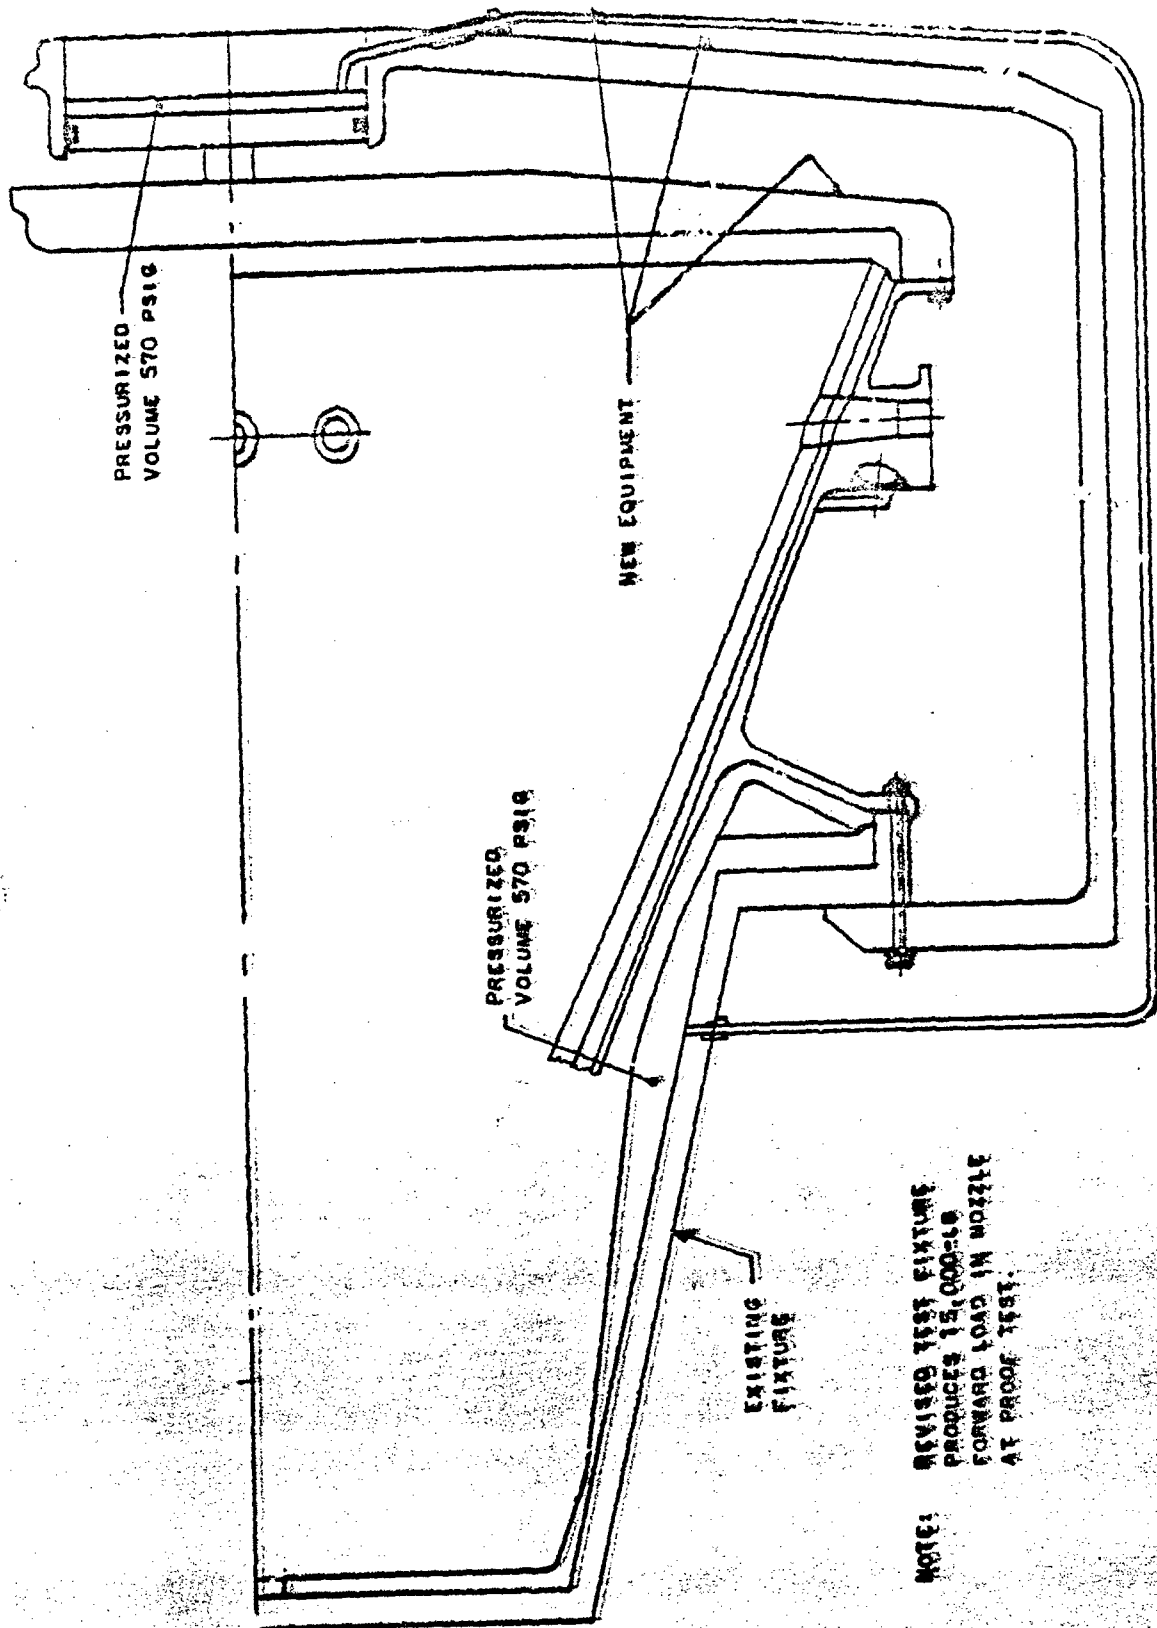 PRESSURIZED
VOLUME 570 PSIG
NEW EQUIPMENT
PRESSURIZED
VOLUME 570 PSIG
EXISTING
FIXTURE
NOTE: REVISED TEST FIXTURE
PRODUCES 15,000-LB
FORWARD LOAD IN NOZZLE
AT PROOF TEST.